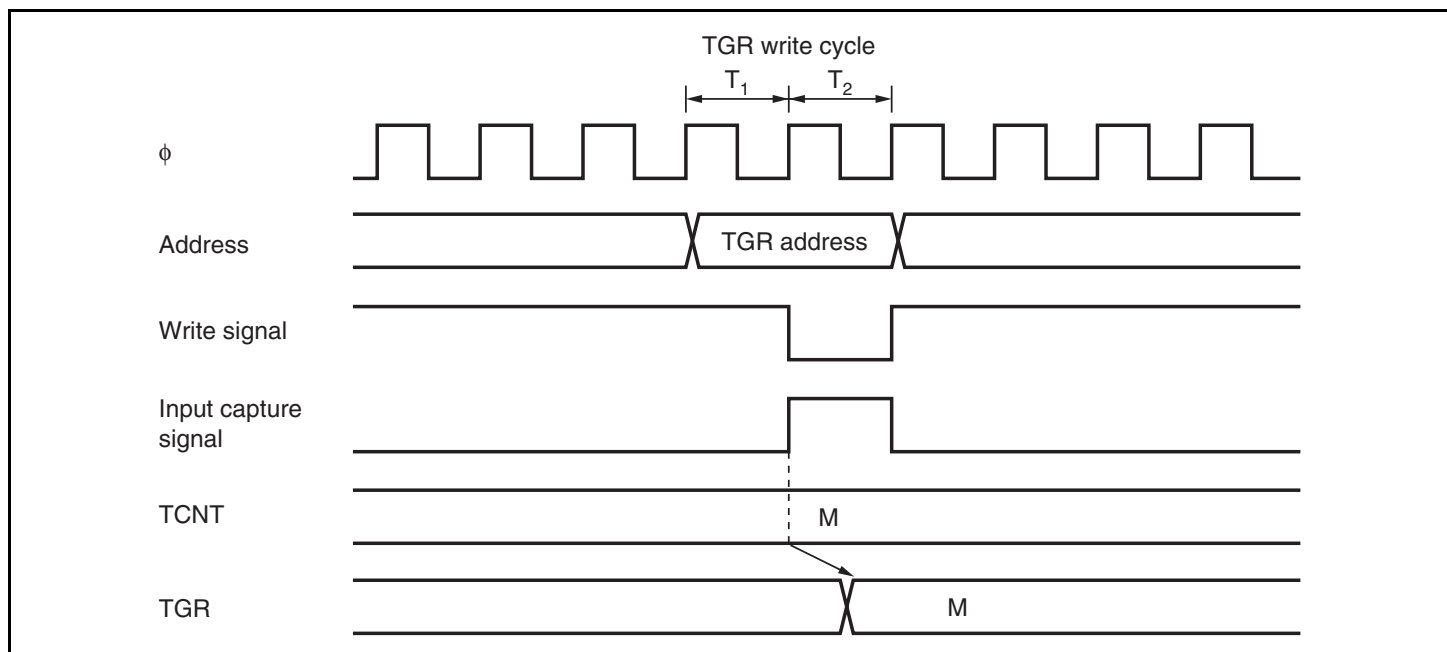 TGR write cycle
T₁ T₂
ϕ
Address
TGR address
Write signal
Input capture
signal
TCNT
M
TGR
M